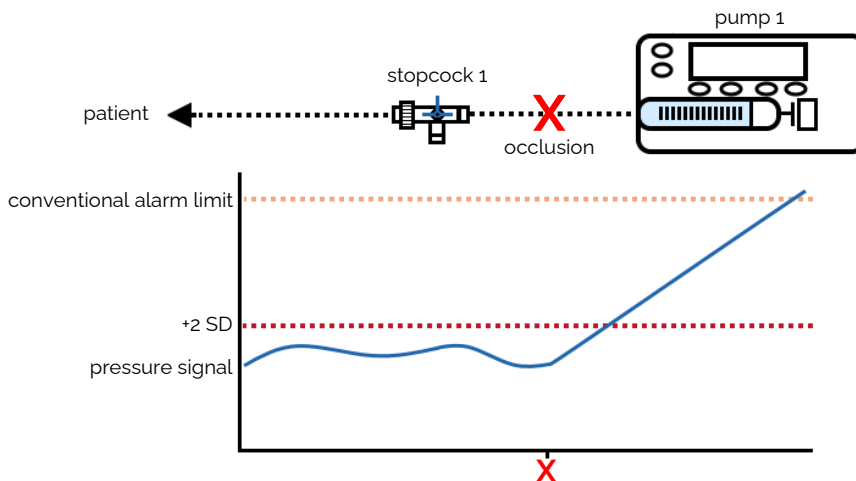 pump 1
stopcock 1
patient
X
occlusion
conventional alarm limit
+2 SD
pressure signal
X